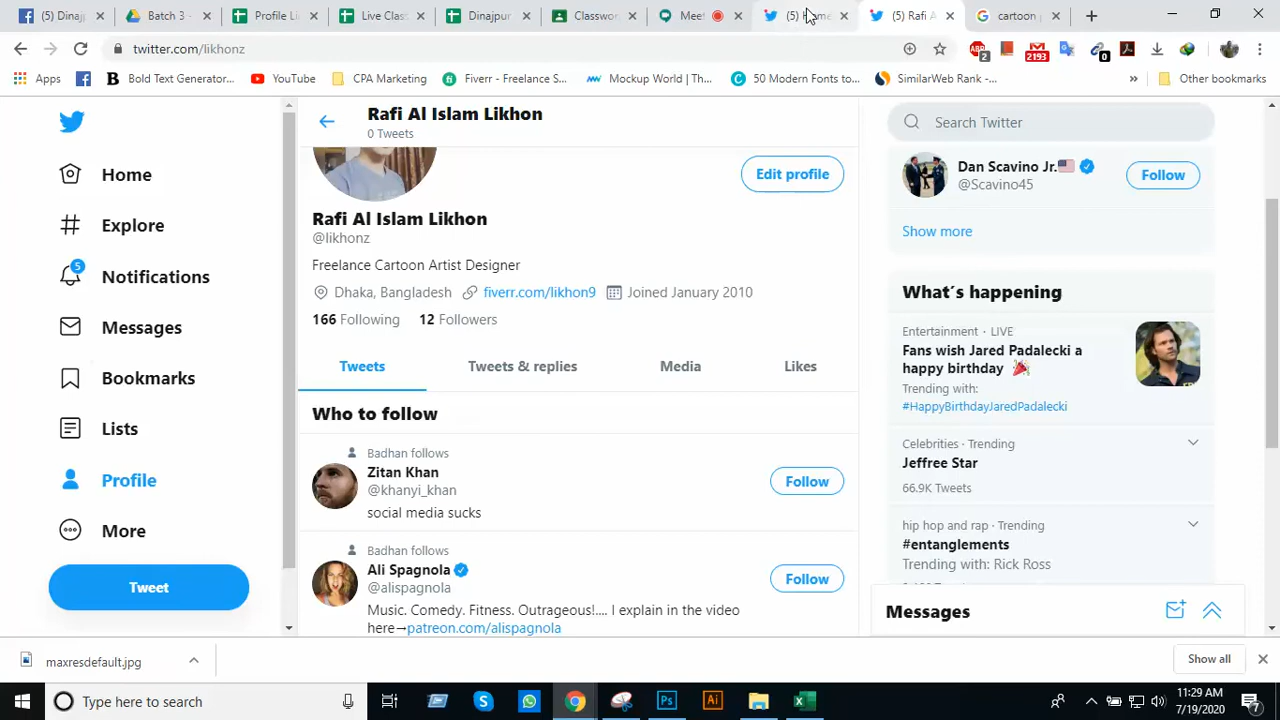 (5) Dinaj
Batch 3
Profile Li
Live Clas
Dinajpur
Classwor
Meet
(5) Home
(5) Rafi A
cartoon
twitter.com/likhonz
2
2193
0
Apps
Bold Text Generator...
YouTube
CPA Marketing
Fiverr - Freelance S...
Mockup World | Th...
50 Modern Fonts to...
SimilarWeb Rank -...
»
Other bookmarks
Rafi Al Islam Likhon
0 Tweets
Search Twitter
Home
Explore
5
Notifications
Messages
Bookmarks
Lists
Profile
More
Tweet
Edit profile
Rafi Al Islam Likhon
@likhonz
Freelance Cartoon Artist Designer
Dhaka, Bangladesh fiverr.com/likhon9 Joined January 2010
166 Following 12 Followers
Tweets Tweets & replies Media Likes
Who to follow
Badhan follows
Zitan Khan
@khanyi_khan
Follow
social media sucks
Badhan follows
Ali Spagnola
@alispagnola
Follow
Music. Comedy. Fitness. Outrageous!.... I explain in the video
here→patreon.com/alispagnola
Dan Scavino Jr.
@Scavino45
Follow
Show more
What's happening
Entertainment · LIVE
Fans wish Jared Padalecki a
happy birthday
Trending with:
#HappyBirthdayJaredPadalecki
Celebrities · Trending
Jeffree Star
66.9K Tweets
hip hop and rap · Trending
#entanglements
Trending with: Rick Ross
Messages
maxresdefault.jpg
Show all
Type here to search
11:29 AM
7/19/2020
7